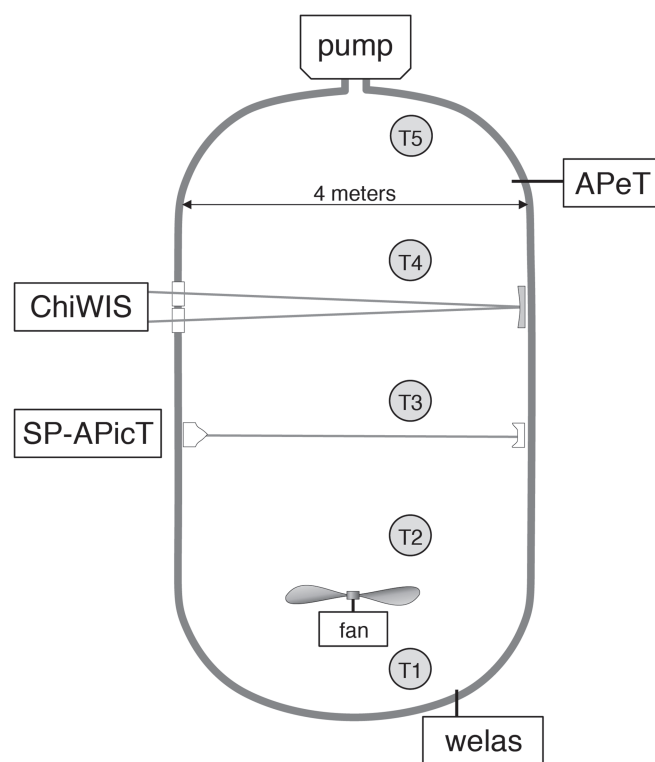 pump
T5
APeT
4 meters
T4
ChiWIS
T3
SP-APicT
T2
fan
T1
welas